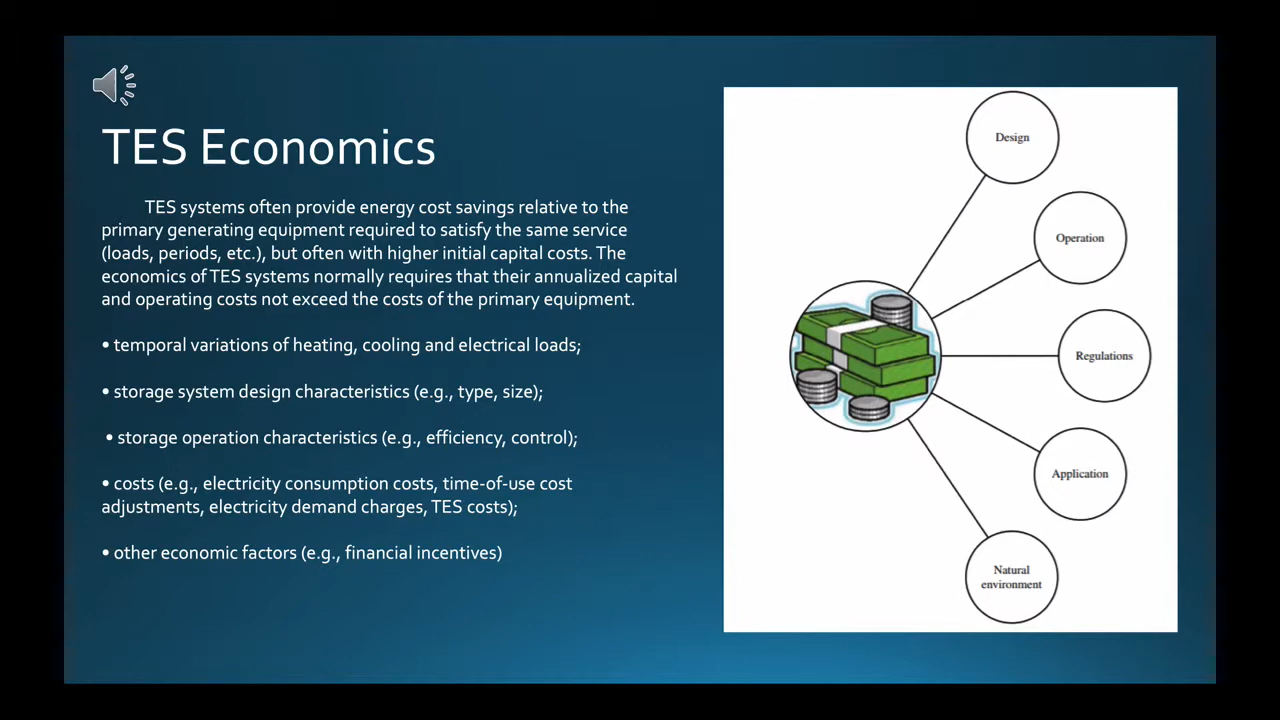 TES Economics
TES systems often provide energy cost savings relative to the
primary generating equipment required to satisfy the same service
(loads, periods, etc.), but often with higher initial capital costs. The
economics of TES systems normally requires that their annualized capital
and operating costs not exceed the costs of the primary equipment.
• temporal variations of heating, cooling and electrical loads;
• storage system design characteristics (e.g., type, size);
• storage operation characteristics (e.g., efficiency, control);
• costs (e.g., electricity consumption costs, time-of-use cost
adjustments, electricity demand charges, TES costs);
• other economic factors (e.g., financial incentives)
Design
Operation
Regulations
Application
Natural
environment